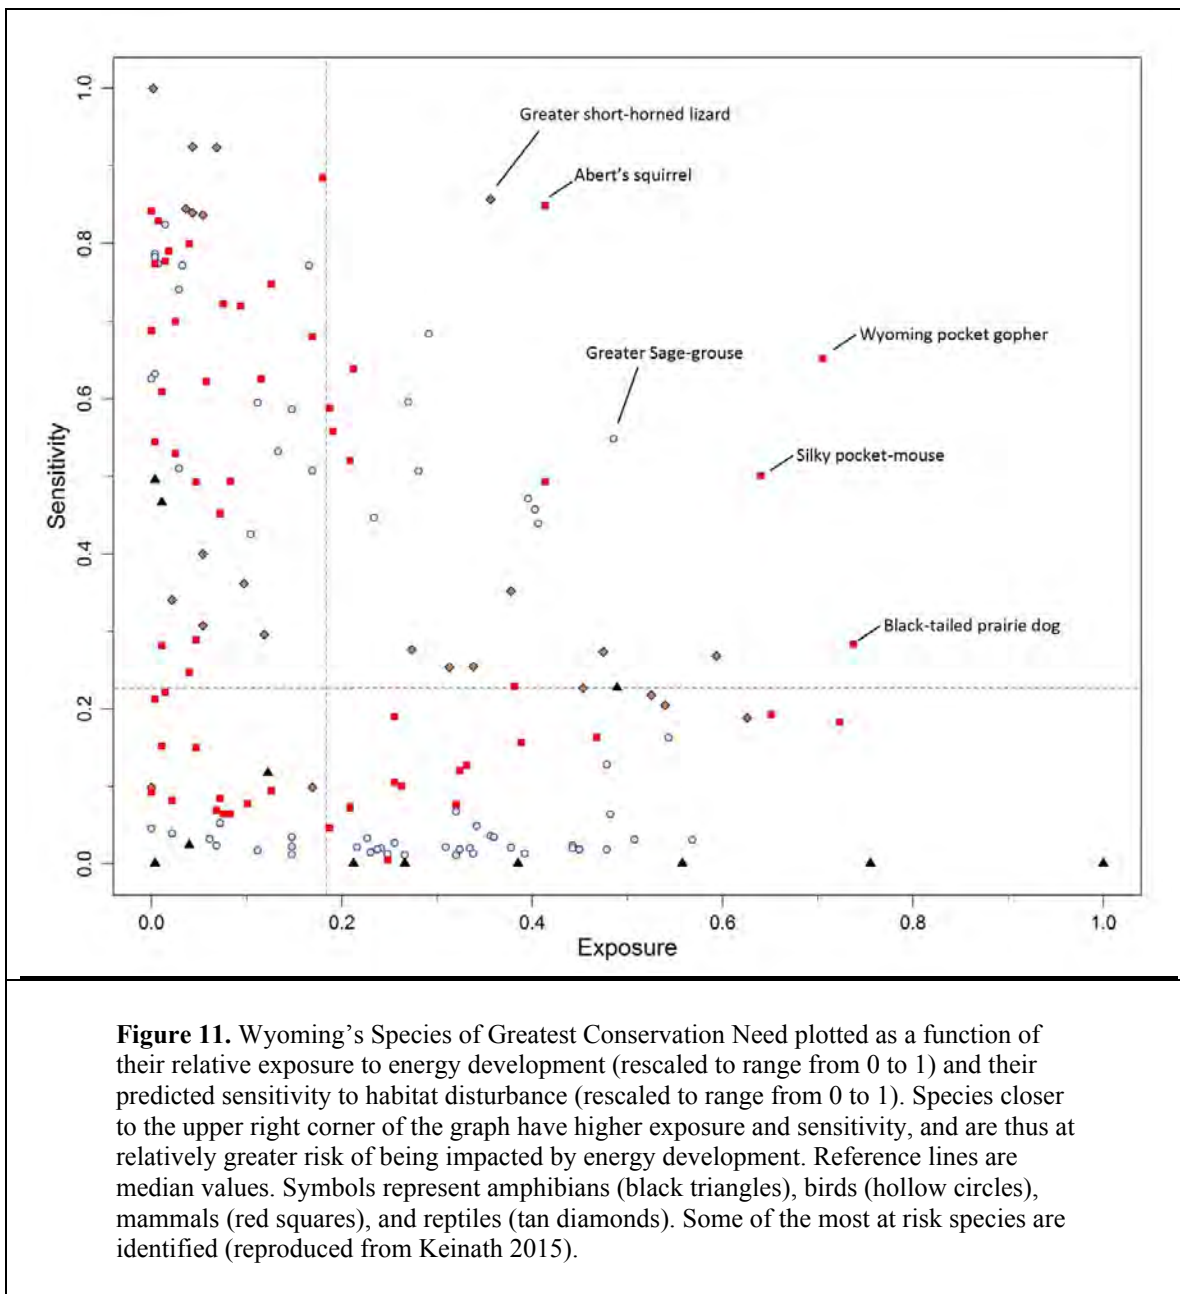 1.0
Greater short-horned lizard
Abert's squirrel
0.8
Wyoming pocket gopher
Greater Sage-grouse
0.6
Silky pocket-mouse
Sensitivity
0.4
Black-tailed prairie dog
0.2
0.0
0.0 0.2 0.4 0.6 0.8 1.0
Exposure
Figure 11. Wyoming's Species of Greatest Conservation Need plotted as a function of
their relative exposure to energy development (rescaled to range from 0 to 1) and their
predicted sensitivity to habitat disturbance (rescaled to range from 0 to 1). Species closer
to the upper right corner of the graph have higher exposure and sensitivity, and are thus at
relatively greater risk of being impacted by energy development. Reference lines are
median values. Symbols represent amphibians (black triangles), birds (hollow circles),
mammals (red squares), and reptiles (tan diamonds). Some of the most at risk species are
identified (reproduced from Keinath 2015).